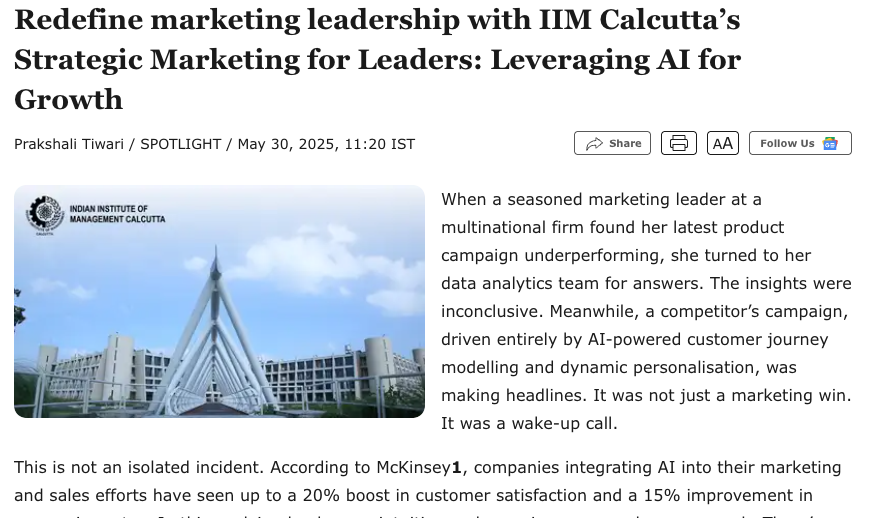 Redefine marketing leadership with IIM Calcutta’s
Strategic Marketing for Leaders: Leveraging AI for
Growth
Prakshali Tiwari / SPOTLIGHT / May 30, 2025, 11:20 IST
Share
AA
Follow Us
INDIAN INSTITUTE OF
MANAGEMENT CALCUTTA
When a seasoned marketing leader at a
multinational firm found her latest product
campaign underperforming, she turned to her
data analytics team for answers. The insights were
inconclusive. Meanwhile, a competitor’s campaign,
driven entirely by AI-powered customer journey
modelling and dynamic personalisation, was
making headlines. It was not just a marketing win.
It was a wake-up call.
This is not an isolated incident. According to McKinsey1, companies integrating AI into their marketing
and sales efforts have seen up to a 20% boost in customer satisfaction and a 15% improvement in